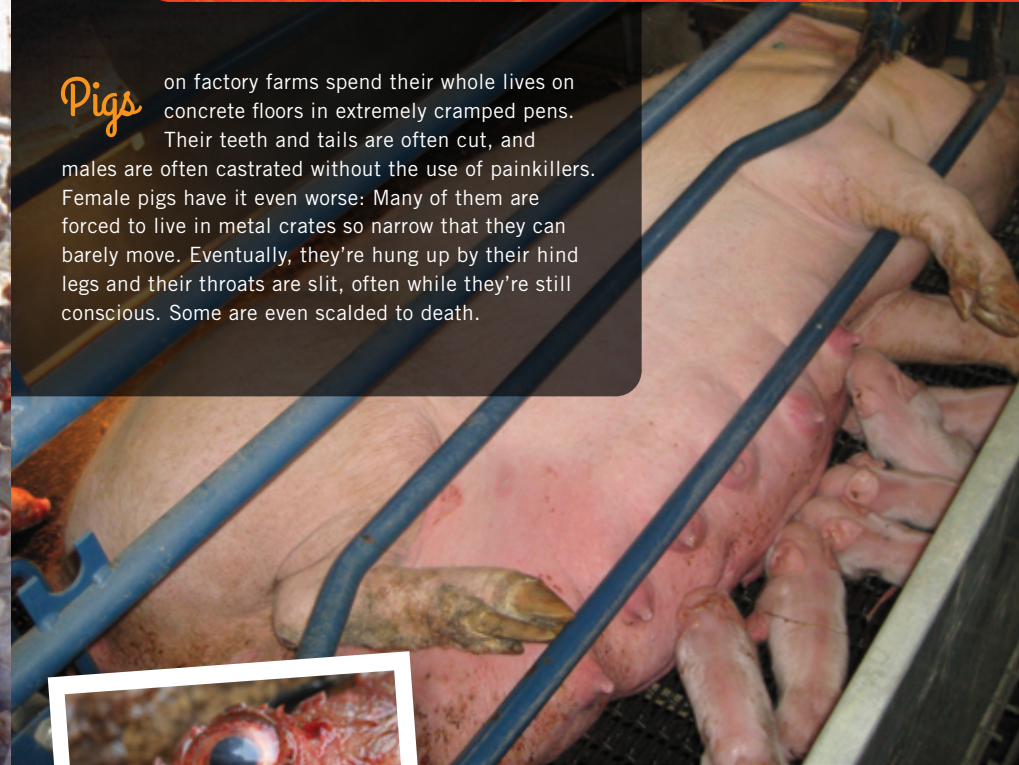 Pigs on factory farms spend their whole lives on
concrete floors in extremely cramped pens.
Their teeth and tails are often cut, and
males are often castrated without the use of painkillers.
Female pigs have it even worse: Many of them are
forced to live in metal crates so narrow that they can
barely move. Eventually, they’re hung up by their hind
legs and their throats are slit, often while they’re still
conscious. Some are even scalded to death.